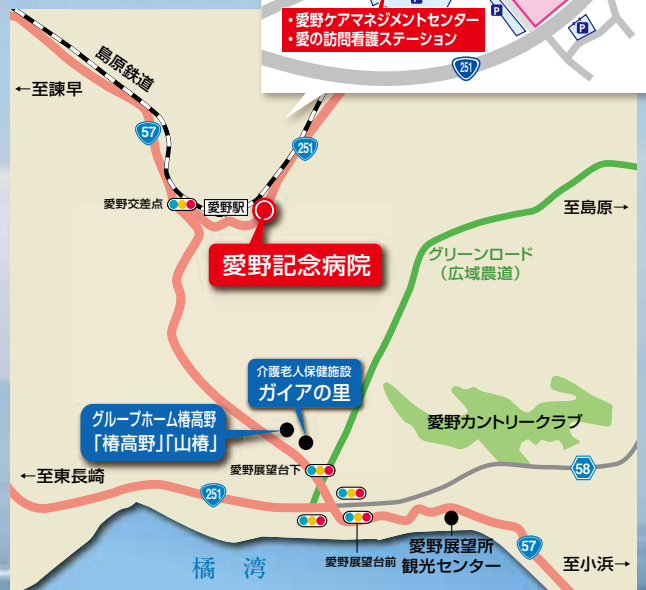 P
P
P
・愛野ケアマネジメントセンター
・愛の訪問看護ステーション
251
島原鉄道
←至諫早
57
251
愛野交差点
愛野駅
至島原→
愛野記念病院
グリーンロード
(広域農道)
介護老人保健施設
ガイアの里
グループホーム椿高野
「椿高野」「山椿」
愛野カントリークラブ
愛野展望台下
←至東長崎
58
251
愛野展望台前
愛野展望所
観光センター
57
至小浜→
橘 湾